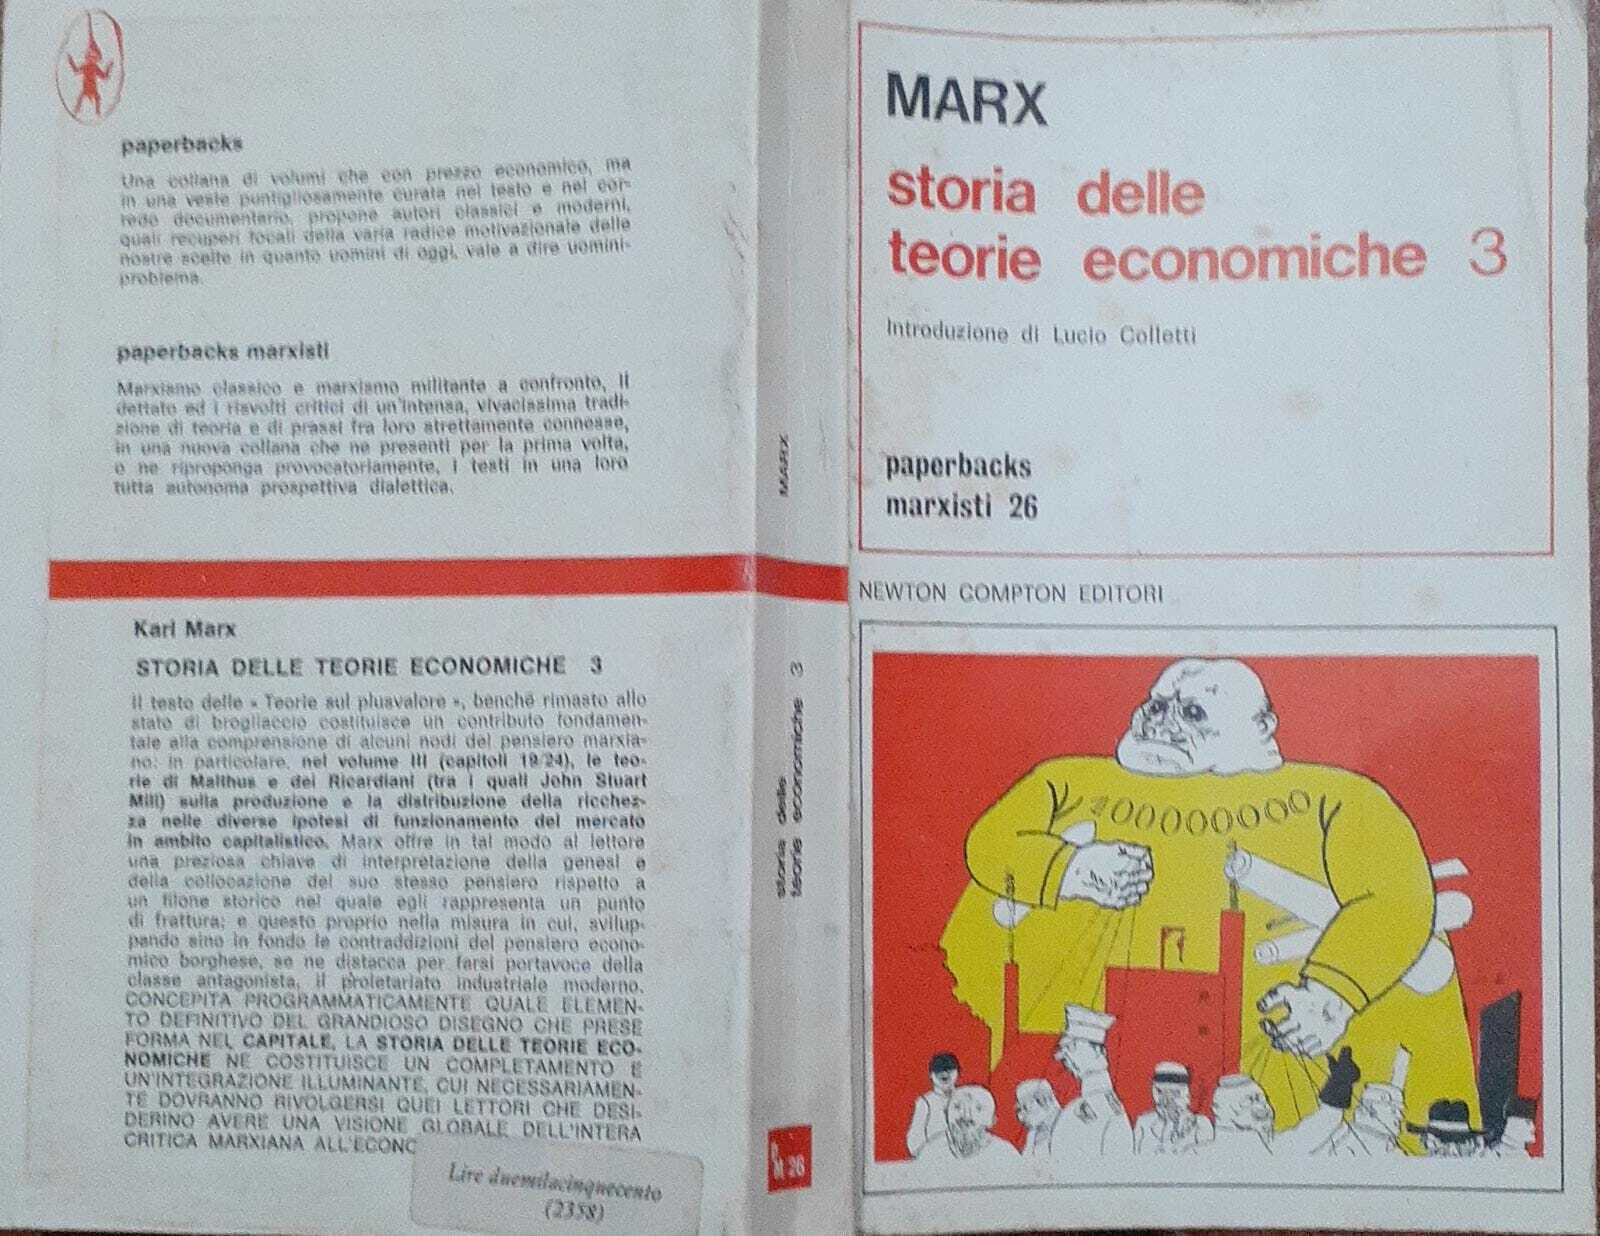 paperbacks
Una collana di volumi che con prezzo economico, ma
in una veste puntigliosamente curata nel testo e nel cor-
redo documentario, propone autori classici e moderni,
quali recuperi focali della varia radice motivazionale delle
nostre scelte in quanto uomini di oggi, vale a dire uomini-
problema.
paperbacks marxisti
Marxismo classico e marxismo militante a confronto, il
dettato ed i risvolti critici di un'intensa, vivacissima tradi-
zione di teoria e di prassi fra loro strettamente connesse,
in una nuova collana che ne presenti per la prima volta,
o ne riproponga provocatoriamente, i testi in una loro
tutta autonoma prospettiva dialettica.
Karl Marx
STORIA DELLE TEORIE ECONOMICHE 3
Il testo delle « Teorie sul plusvalore », benché rimasto allo
stato di brogliaccio costituisce un contributo fondamen-
tale alla comprensione di alcuni nodi del pensiero marxia-
no: in particolare, nel volume III (capitoli 19/24), le teo-
rie di Malthus e dei Ricardiani (tra i quali John Stuart
Mill) sulla produzione e la distribuzione della ricchez-
za nelle diverse ipotesi di funzionamento del mercato
in ambito capitalistico. Marx offre in tal modo al lettore
una preziosa chiave di interpretazione della genesi e
della collocazione del suo stesso pensiero rispetto a
un filone storico nel quale egli rappresenta un punto
di frattura; e questo proprio nella misura in cui, svilup-
pando sino in fondo le contraddizioni del pensiero econo-
mico borghese, se ne distacca per farsi portavoce della
classe antagonista, il proletariato industriale moderno.
CONCEPITA PROGRAMMATICAMENTE QUALE ELEMEN-
TO DEFINITIVO DEL GRANDIOSO DISEGNO CHE PRESE
FORMA NEL CAPITALE, LA STORIA DELLE TEORIE ECO-
NOMICHE NE COSTITUISCE UN COMPLETAMENTO E
UN'INTEGRAZIONE ILLUMINANTE, CUI NECESSARIAMEN-
TE DOVRANNO RIVOLGERSI QUEI LETTORI CHE DESI-
DERINO AVERE UNA VISIONE GLOBALE DELL'INTERA
CRITICA MARXIANA ALL'ECONO
Lire duemilacinquecento
(2358)
MARX
storia delle
teorie economiche 3
PM 26
MARX
storia delle
teorie economiche 3
Introduzione di Lucio Colletti
paperbacks
marxisti 26
NEWTON COMPTON EDITORI